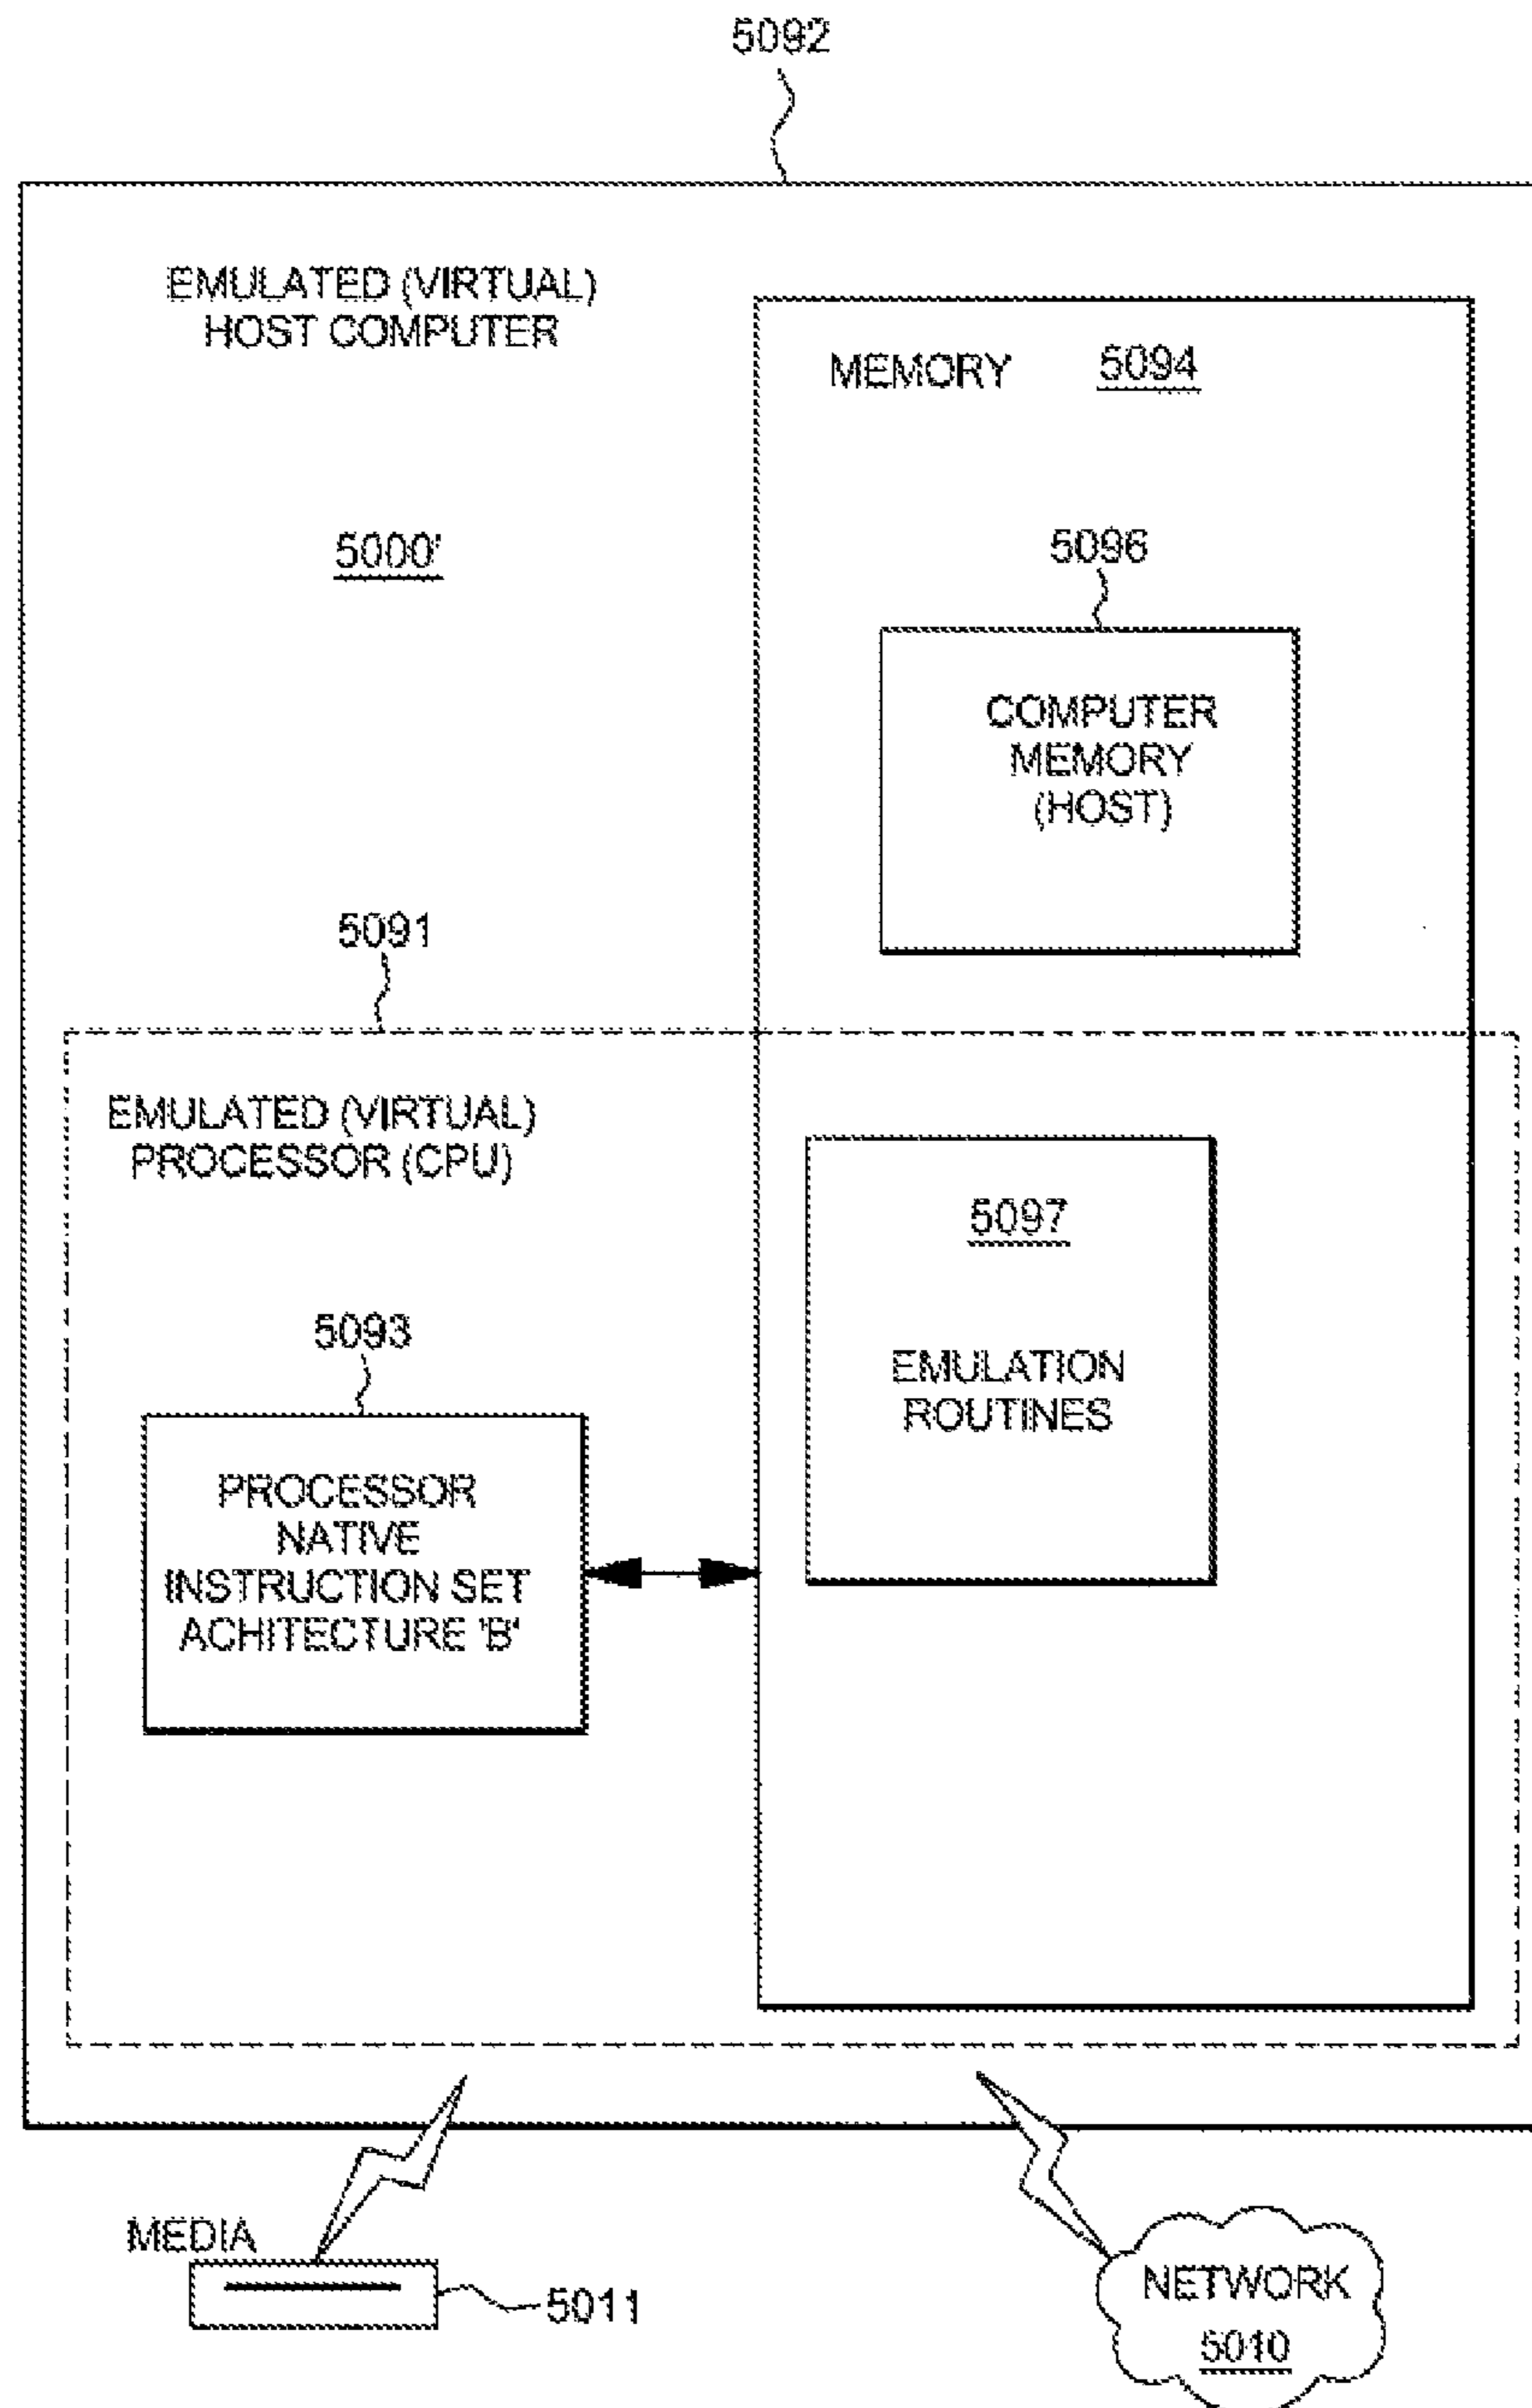 5092
EMULATED (VIRTUAL)
HOST COMPUTER
MEMORY 5094
5000'
5096
COMPUTER
MEMORY
(HOST)
5091
EMULATED (VIRTUAL)
PROCESSOR (CPU)
5097
EMULATION
ROUTINES
5093
PROCESSOR
NATIVE
INSTRUCTION SET
ACHITECTURE 'B'
MEDIA
5011
NETWORK
5010